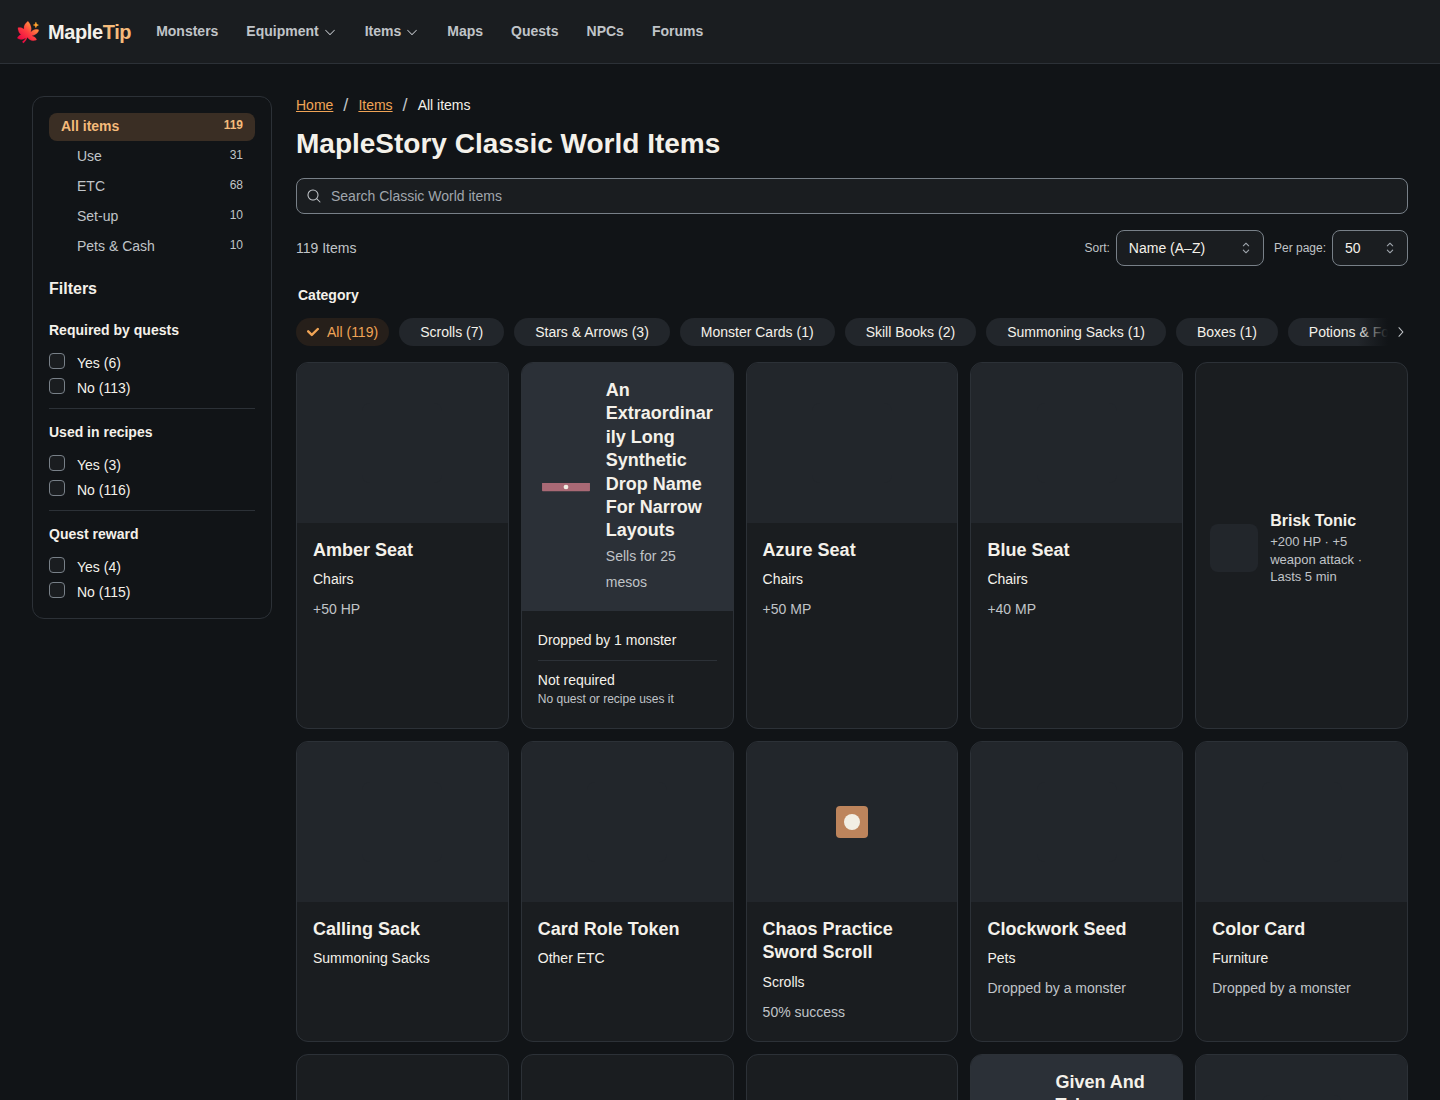 MapleTip
Monsters
Equipment
Items
Maps
Quests
NPCs
Forums
All items 119
Use 31
ETC 68
Set-up 10
Pets & Cash 10
Filters
Required by quests
Yes (6)
No (113)
Used in recipes
Yes (3)
No (116)
Quest reward
Yes (4)
No (115)
Home / Items / All items
MapleStory Classic World Items
Search Classic World items
119 Items
Sort: Name (A–Z)
Per page: 50
Category
All (119)
Scrolls (7)
Stars & Arrows (3)
Monster Cards (1)
Skill Books (2)
Summoning Sacks (1)
Boxes (1)
Potions &
Amber Seat
Chairs
+50 HP
An
Extraordinar
ily Long
Synthetic
Drop Name
For Narrow
Layouts
Sells for 25
mesos
Dropped by 1 monster
Not required
No quest or recipe uses it
Azure Seat
Chairs
+50 MP
Blue Seat
Chairs
+40 MP
Brisk Tonic
+200 HP · +5
weapon attack ·
Lasts 5 min
Calling Sack
Summoning Sacks
Card Role Token
Other ETC
Chaos Practice
Sword Scroll
Scrolls
50% success
Clockwork Seed
Pets
Dropped by a monster
Color Card
Furniture
Dropped by a monster
Given And